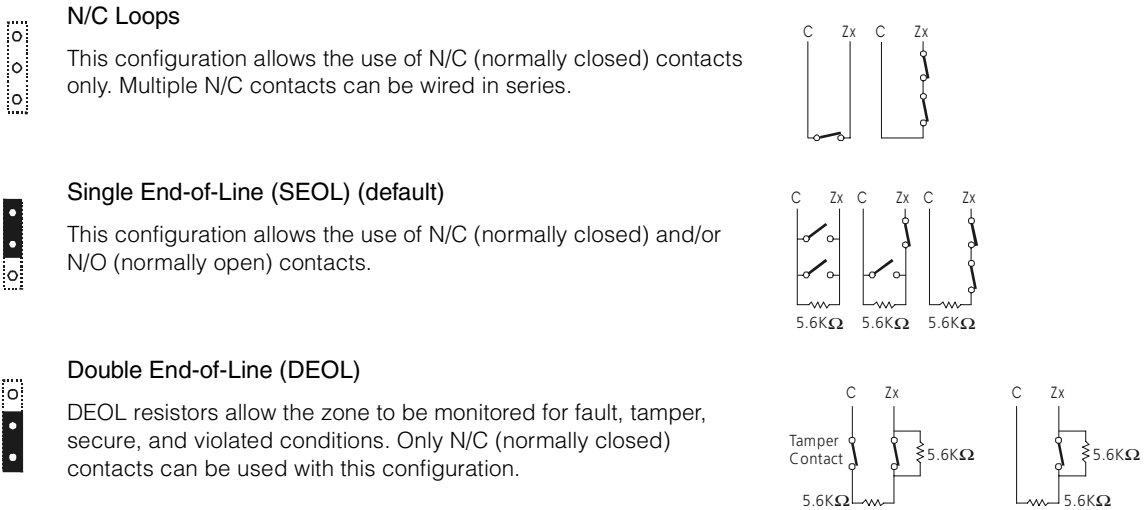 N/C Loops
This configuration allows the use of N/C (normally closed) contacts
only. Multiple N/C contacts can be wired in series.
C Zx C Zx
Single End-of-Line (SEOL) (default)
This configuration allows the use of N/C (normally closed) and/or
N/O (normally open) contacts.
C Zx C Zx C Zx
5.6KΩ 5.6KΩ 5.6KΩ
Double End-of-Line (DEOL)
DEOL resistors allow the zone to be monitored for fault, tamper,
secure, and violated conditions. Only N/C (normally closed)
contacts can be used with this configuration.
C Zx C Zx
Tamper
Contact
5.6KΩ 5.6KΩ
5.6KΩ 5.6KΩ